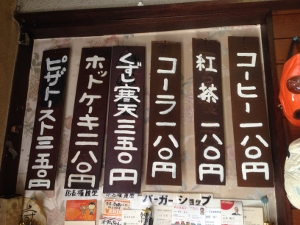 コーヒー一八〇円
紅茶一八〇円
コーラ一八〇円
くずし寒天三五〇円
ホットケーキ二八〇円
ピザトースト三五〇円
バーガーショップ